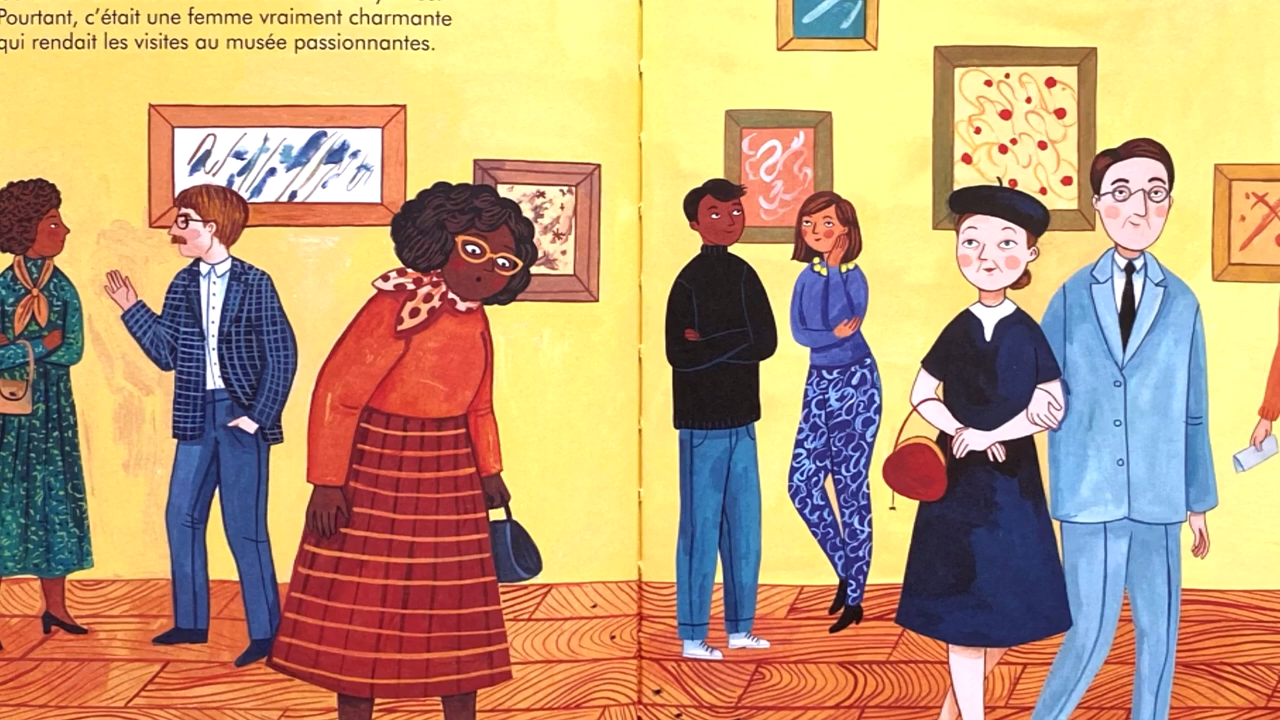 Pourtant, c’était une femme vraiment charmante
qui rendait les visites au musée passionnantes.